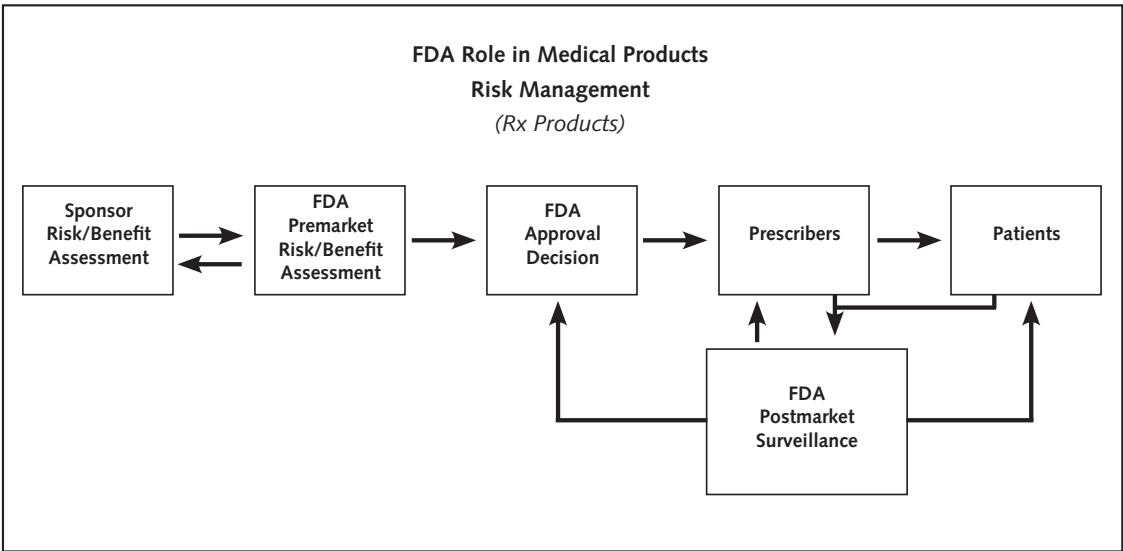 FDA Role in Medical Products
Risk Management
(Rx Products)
Sponsor
Risk/Benefit
Assessment
FDA
Premarket
Risk/Benefit
Assessment
FDA
Approval
Decision
Prescribers
Patients
FDA
Postmarket
Surveillance